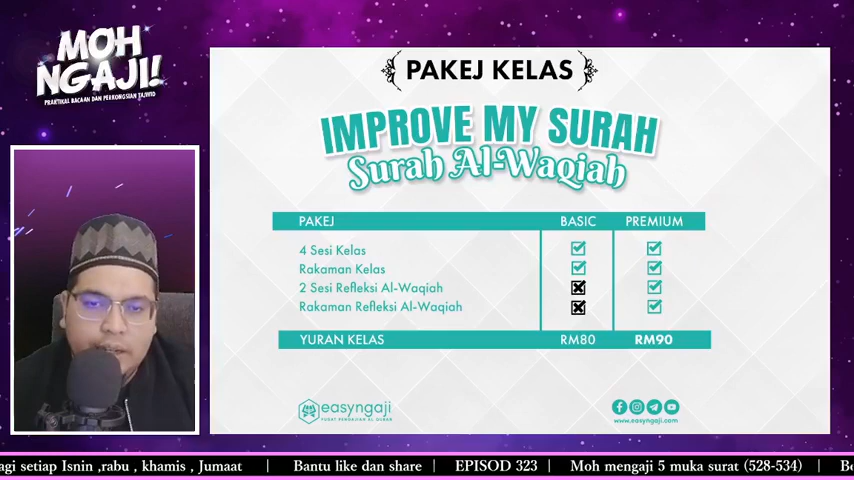 MOH
NGAJI!
PRAKTIKAL BACAAN DAN PERKONGSIAN TAJWID
PAKEJ KELAS
IMPROVE MY SURAH
Surah Al-Waqiah
PAKEJ BASIC PREMIUM
4 Sesi Kelas
Rakaman Kelas
2 Sesi Refleksi Al-Waqiah
Rakaman Refleksi Al-Waqiah
YURAN KELAS RM80 RM90
easyngaji
PUSAT PENGAJIAN AL QURAN
www.easyngaji.com
agi setiap Isnin ,rabu , khamis , Jumaat | Bantu like dan share | EPISOD 323 | Moh mengaji 5 muka surat (528-534) | Be